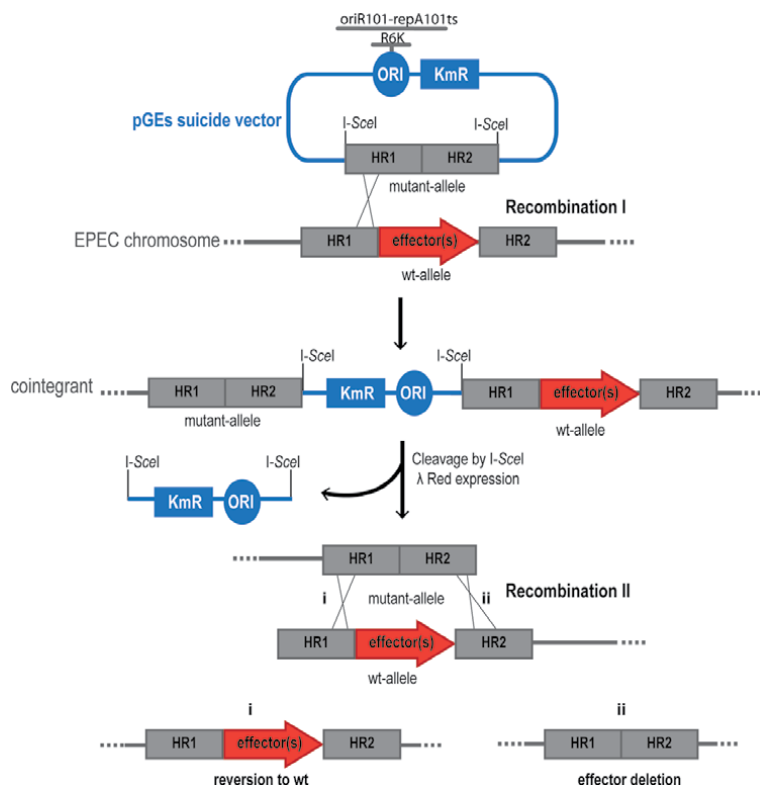 oriR101-repA101ts
R6K
ORI
KmR
pGEs suicide vector
I-SceI
I-SceI
HR1
HR2
mutant-allele
Recombination I
EPEC chromosome
HR1
effector(s)
HR2
wt-allele
I-SceI
I-SceI
cointegrant
HR1
HR2
KmR
ORI
HR1
effector(s)
HR2
mutant-allele
wt-allele
Cleavage by I-SceI
λ Red expression
I-SceI
I-SceI
KmR
ORI
HR1
HR2
i
mutant-allele
ii
Recombination II
HR1
effector(s)
HR2
wt-allele
i
ii
HR1
effector(s)
HR2
HR1
HR2
reversion to wt
effector deletion